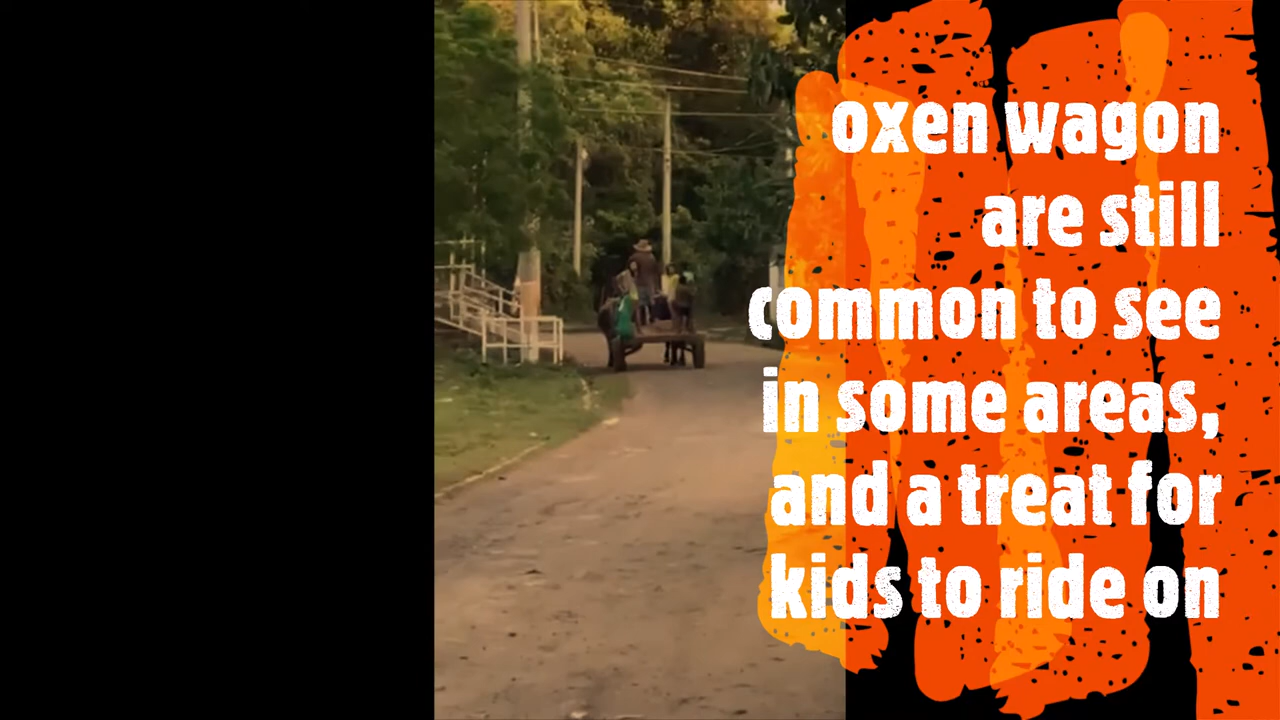 oxen wagon
are still
common to see
in some areas,
and a treat for
kids to ride on